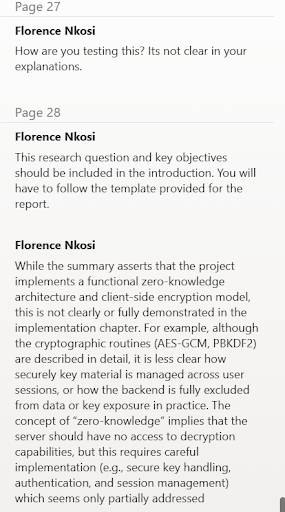 Page 27
Florence Nkosi
How are you testing this? Its not clear in your
explanations.
Page 28
Florence Nkosi
This research question and key objectives
should be included in the introduction. You will
have to follow the template provided for the
report.
Florence Nkosi
While the summary asserts that the project
implements a functional zero-knowledge
architecture and client-side encryption model,
this is not clearly or fully demonstrated in the
implementation chapter. For example, although
the cryptographic routines (AES-GCM, PBKDF2)
are described in detail, it is less clear how
securely key material is managed across user
sessions, or how the backend is fully excluded
from data or key exposure in practice. The
concept of “zero-knowledge” implies that the
server should have no access to decryption
capabilities, but this requires careful
implementation (e.g., secure key handling,
authentication, and session management)
which seems only partially addressed